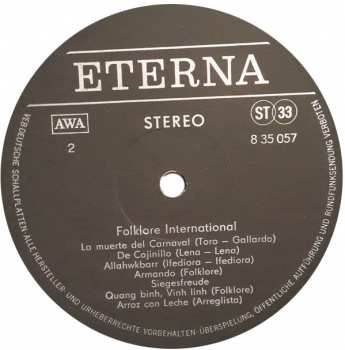 ETERNA
AWA
STEREO
ST 33
2
8 35 057
Folklore International
La muerte del Carnaval (Toro – Gallardo)
De Cajinillo (Lena – Lena)
Allahwkbarr (Ifediora – Ifediora)
Armando (Folklore)
Siegesfreude
Quang binh, Vinh linh (Folklore)
Arroz con Leche (Arreglista)
VEB DEUTSCHE SCHALLPLATTEN ALLE HERSTELLER- UND URHEBERRECHTE VORBEHALTEN · ÜBERSPIELUNG, ÖFFENTLICHE AUFFÜHRUNG UND RUNDFUNKSENDUNG VERBOTEN